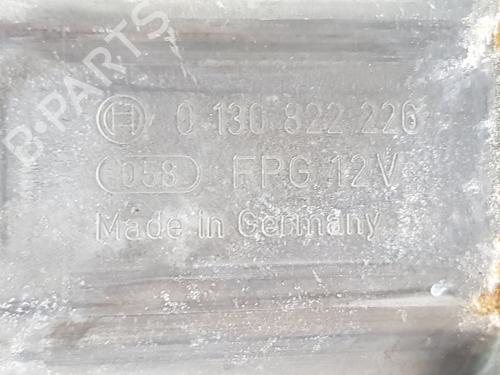 B-PARTS
H 0 130 822 226
058 FPG 12V
Made in Germany